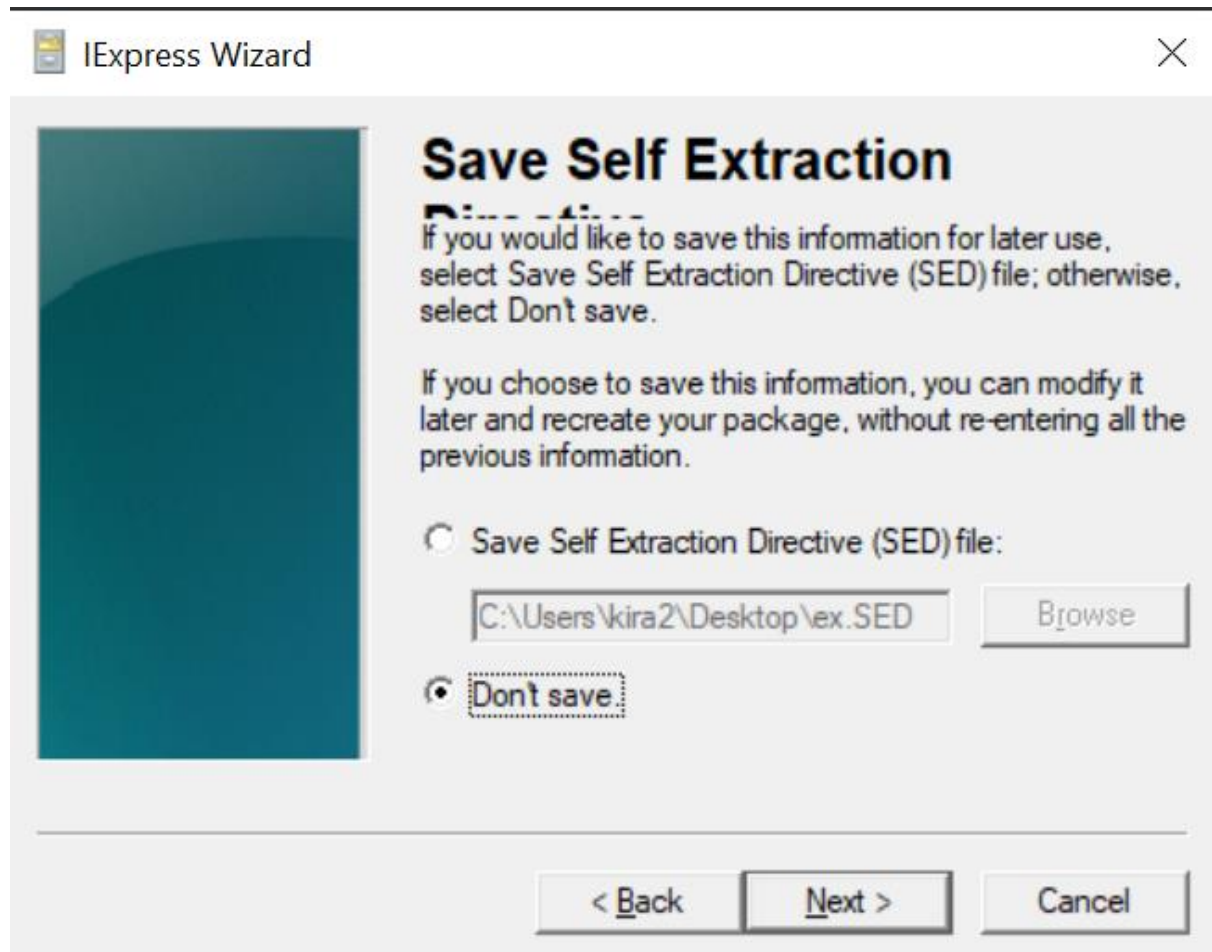 IExpress Wizard
Save Self Extraction
Directive
If you would like to save this information for later use,
select Save Self Extraction Directive (SED) file; otherwise,
select Don't save.
If you choose to save this information, you can modify it
later and recreate your package, without re-entering all the
previous information.
Save Self Extraction Directive (SED) file:
C:\Users\kira2\Desktop\ex.SED
Browse
Don't save.
< Back
Next >
Cancel